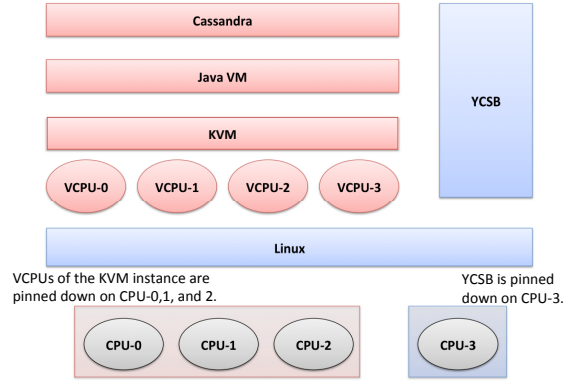 Cassandra
Java VM
YCSB
KVM
VCPU-0 VCPU-1 VCPU-2 VCPU-3
Linux
VCPUs of the KVM instance are
pinned down on CPU-0,1, and 2.
YCSB is pinned
down on CPU-3.
CPU-0 CPU-1 CPU-2 CPU-3